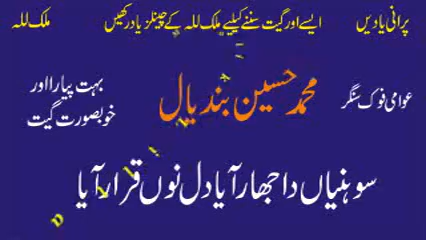 پرانی یادیں ایسے اور گیت سننے کیلیے ملک للہ کے چینلز یاد رکھیں ملک للہ
عوامی فوک سنگر محمد حسین بندیال بہت پیارا اور
خوبصورت گیت
سوہنیاں دا جھار آیا دل نوں قرار آیا